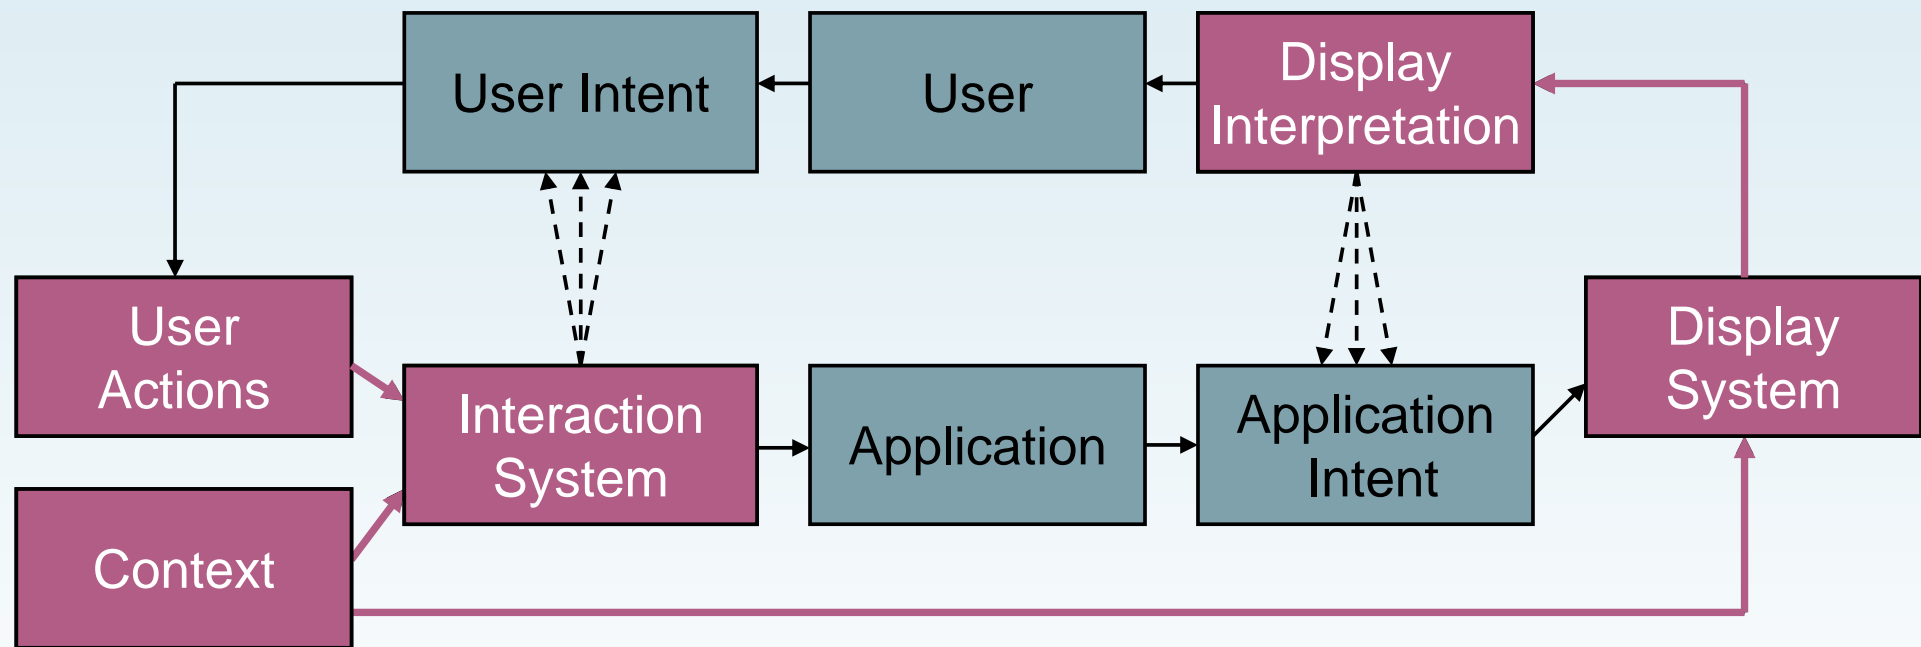 User Intent
User
Display
Interpretation
User
Actions
Interaction
System
Application
Application
Intent
Display
System
Context